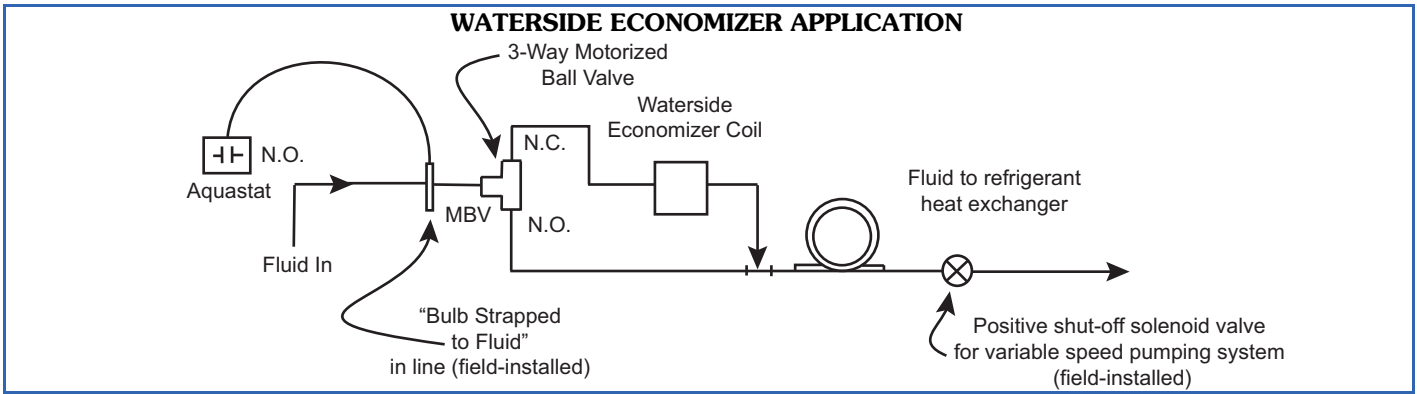 WATERSIDE ECONOMIZER APPLICATION
3-Way Motorized
Ball Valve
Waterside
Economizer Coil
N.C.
N.O.
Aquastat
MBV
N.O.
Fluid In
Fluid to refrigerant
heat exchanger
“Bulb Strapped
to Fluid”
in line (field-installed)
Positive shut-off solenoid valve
for variable speed pumping system
(field-installed)